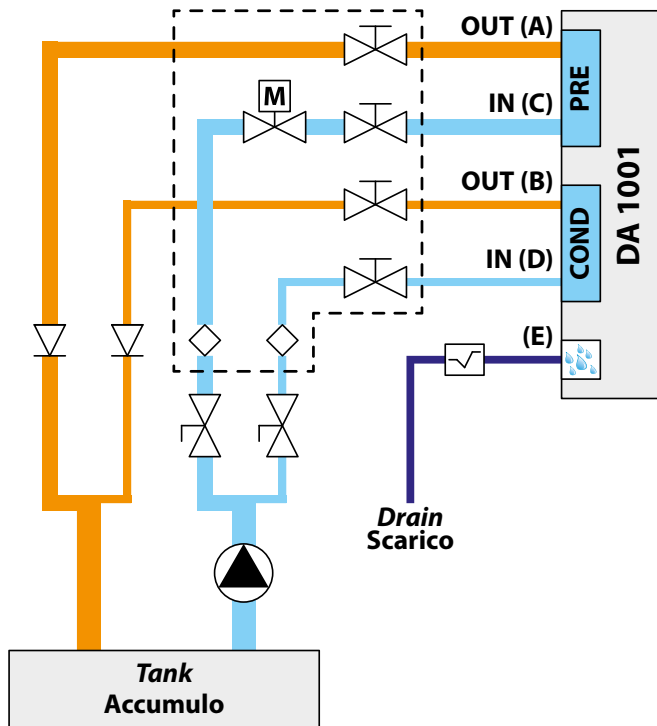 OUT (A)
PRE
M
IN (C)
OUT (B)
COND
DA 1001
IN (D)
(E)
Drain
Scarico
Tank
Accumulo